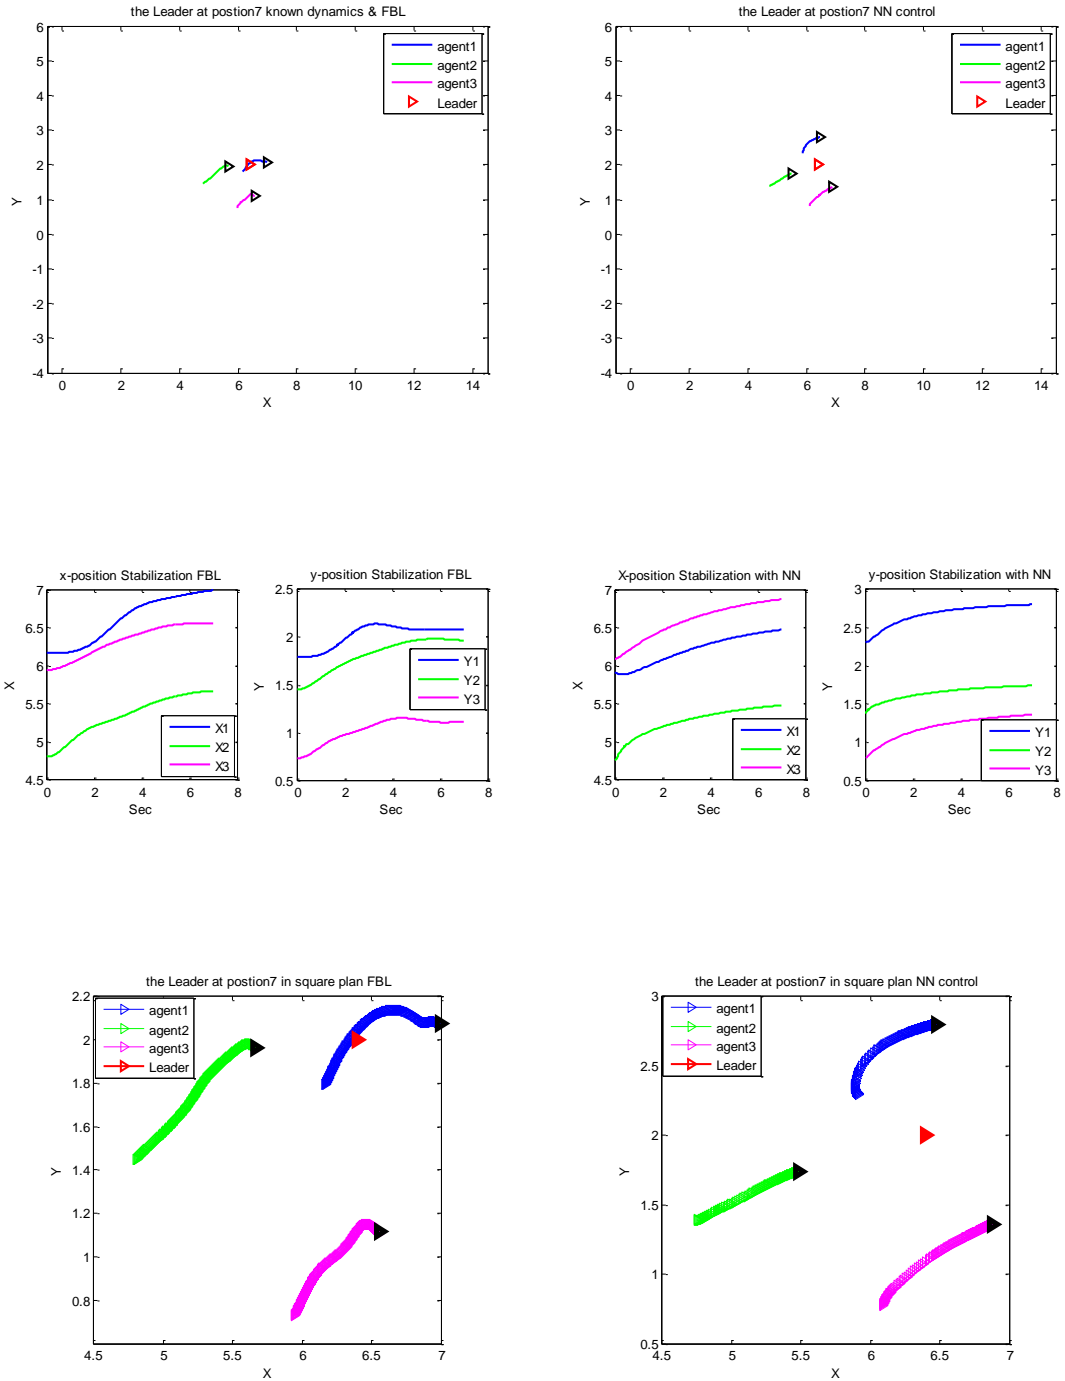 the Leader at postion7 known dynamics & FBL
6
5
4
3
2
1
0
-1
-2
-3
-4
Y
0
2
4
6
8
10
12
14
X
agent1
agent2
agent3
Leader
the Leader at postion7 NN control
6
5
4
3
2
1
0
-1
-2
-3
-4
Y
0
2
4
6
8
10
12
14
X
agent1
agent2
agent3
Leader
x-position Stabilization FBL
7
6.5
6
5.5
5
4.5
X
0
2
4
6
8
Sec
X1
X2
X3
y-position Stabilization FBL
2.5
2
1.5
1
0.5
Y
0
2
4
6
8
Sec
Y1
Y2
Y3
X-position Stabilization with NN
7
6.5
6
5.5
5
4.5
X
0
2
4
6
8
Sec
X1
X2
X3
y-position Stabilization with NN
3
2.5
2
1.5
1
0.5
Y
0
2
4
6
8
Sec
Y1
Y2
Y3
the Leader at postion7 in square plan FBL
2.2
2
1.8
1.6
1.4
1.2
1
0.8
Y
4.5
5
5.5
6
6.5
7
X
agent1
agent2
agent3
Leader
the Leader at postion7 in square plan NN control
3
2.5
2
1.5
1
0.5
Y
4.5
5
5.5
6
6.5
7
X
agent1
agent2
agent3
Leader